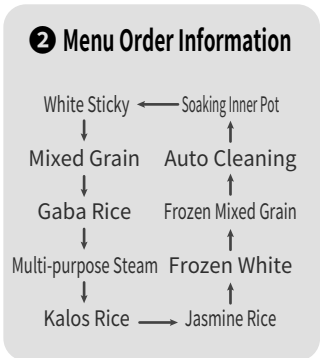 ❷ Menu Order Information
White Sticky ← Soaking Inner Pot
Mixed Grain Auto Cleaning
Gaba Rice Frozen Mixed Grain
Multi-purpose Steam Frozen White
Kalos Rice → Jasmine Rice